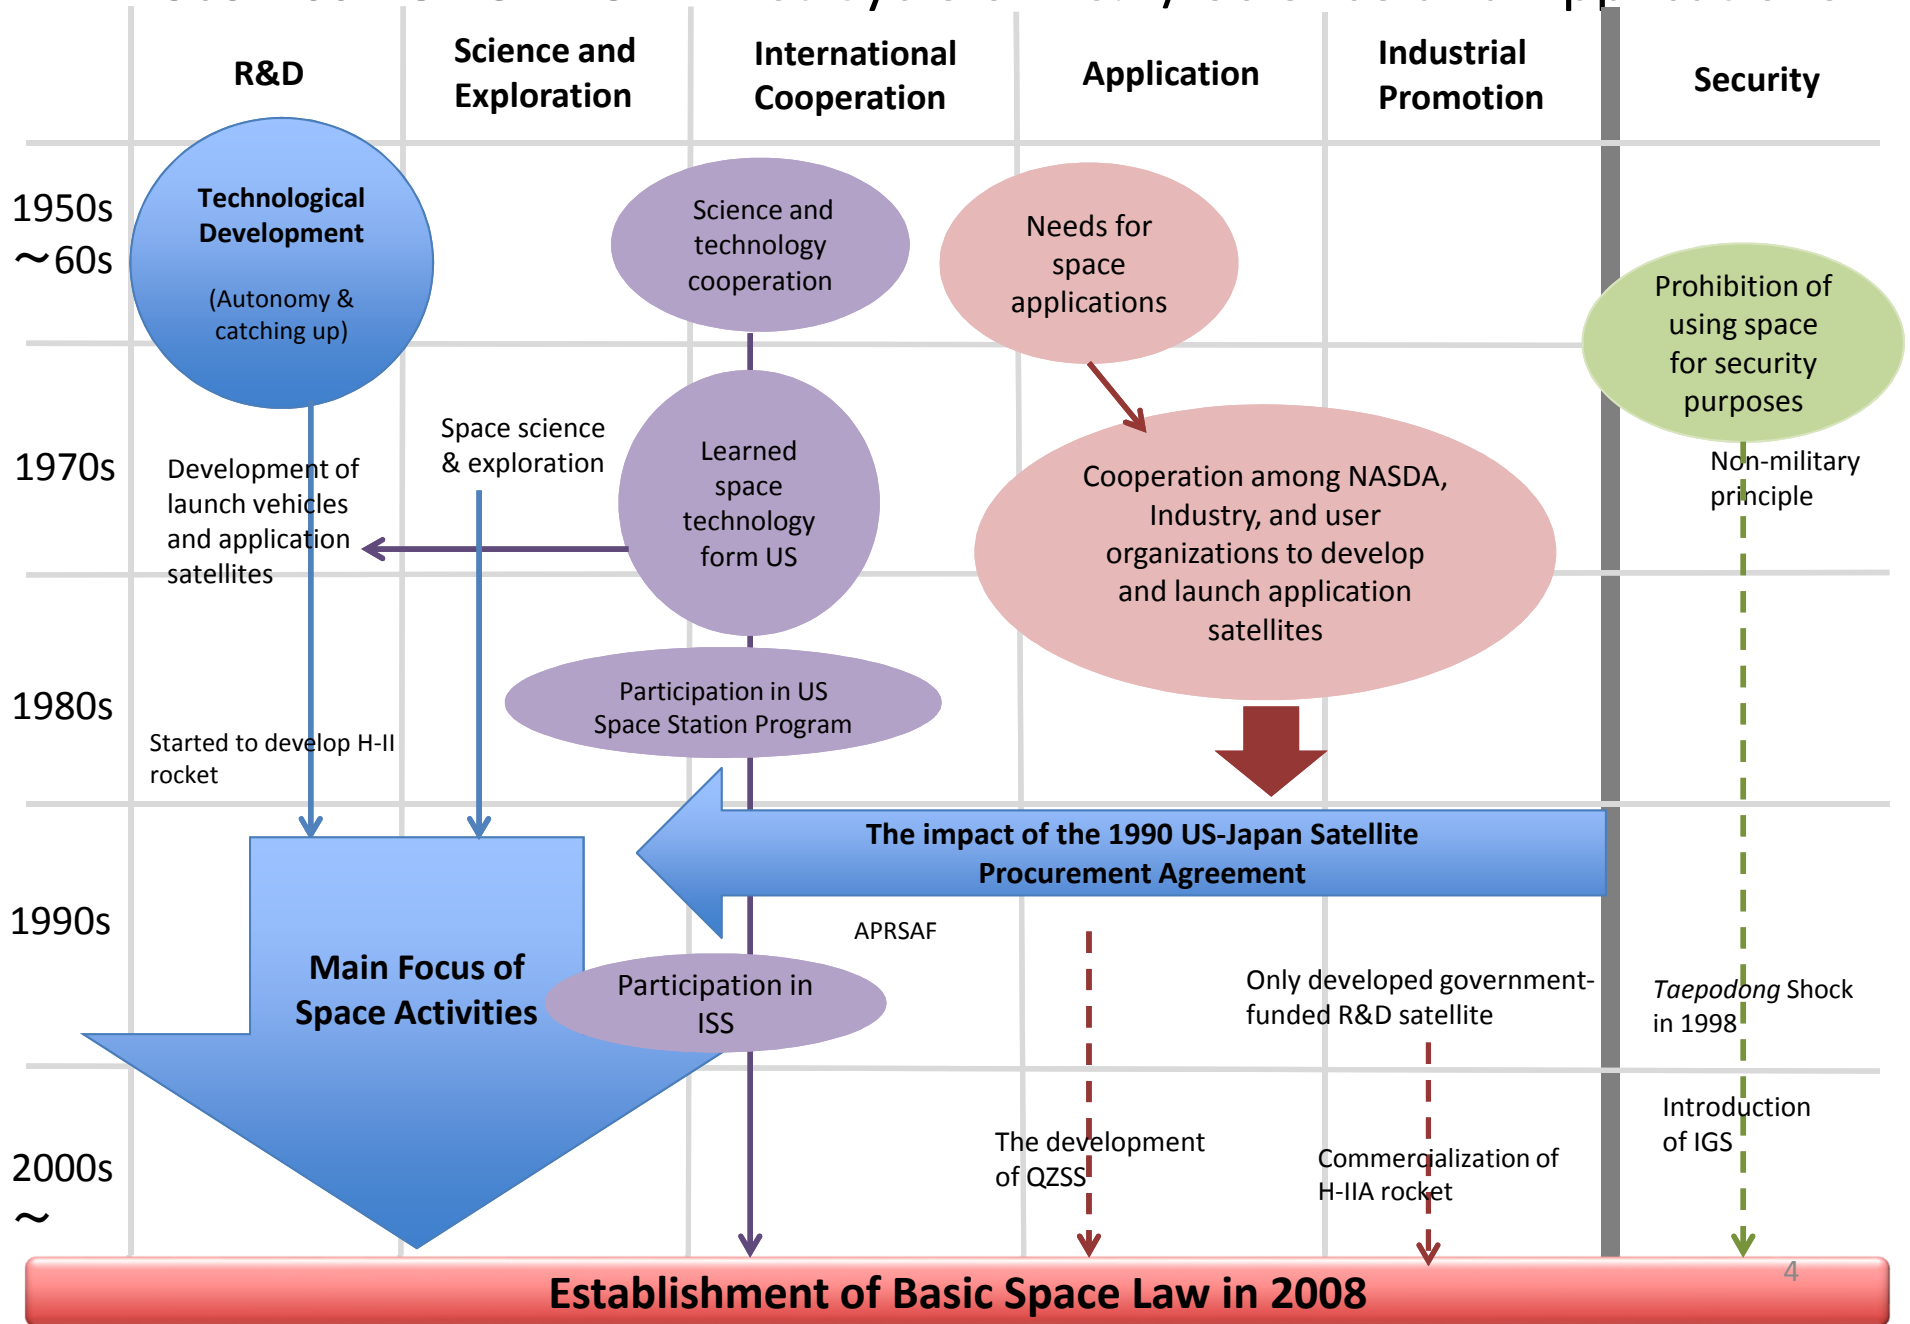 R&D
Science and
Exploration
International
Cooperation
Application
Industrial
Promotion
Security
1950s
～60s
Technological
Development
(Autonomy &
catching up)
Science and
technology
cooperation
Needs for
space
applications
Prohibition of
using space
for security
purposes
1970s
Development of
launch vehicles
and application
satellites
Space science
& exploration
Learned
space
technology
form US
Cooperation among NASDA,
Industry, and user
organizations to develop
and launch application
satellites
Non-military
principle
1980s
Started to develop H-II
rocket
Participation in US
Space Station Program
The impact of the 1990 US-Japan Satellite
Procurement Agreement
1990s
Main Focus of
Space Activities
APRSAF
Participation in
ISS
Only developed government-
funded R&D satellite
Taepodong Shock
in 1998
2000s
～
The development
of QZSS
Commercialization of
H-IIA rocket
Introduction
of IGS
4
Establishment of Basic Space Law in 2008